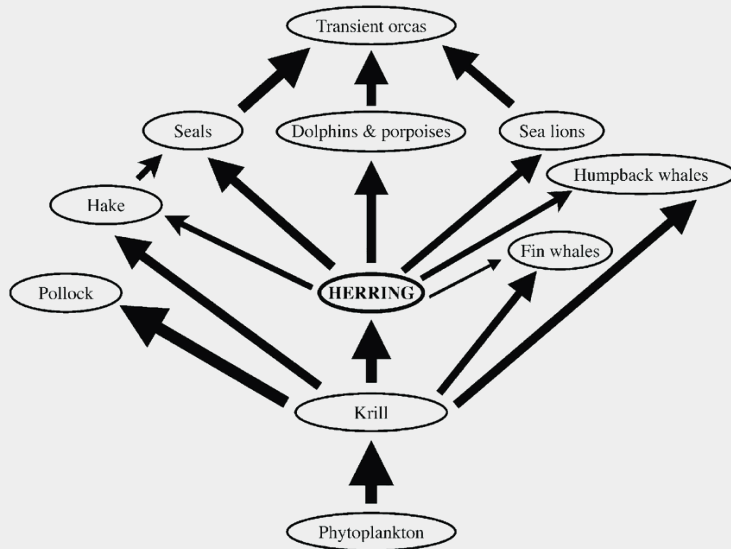 Transient orcas
Seals
Dolphins & porpoises
Sea lions
Humpback whales
Hake
Fin whales
Pollock
HERRING
Krill
Phytoplankton